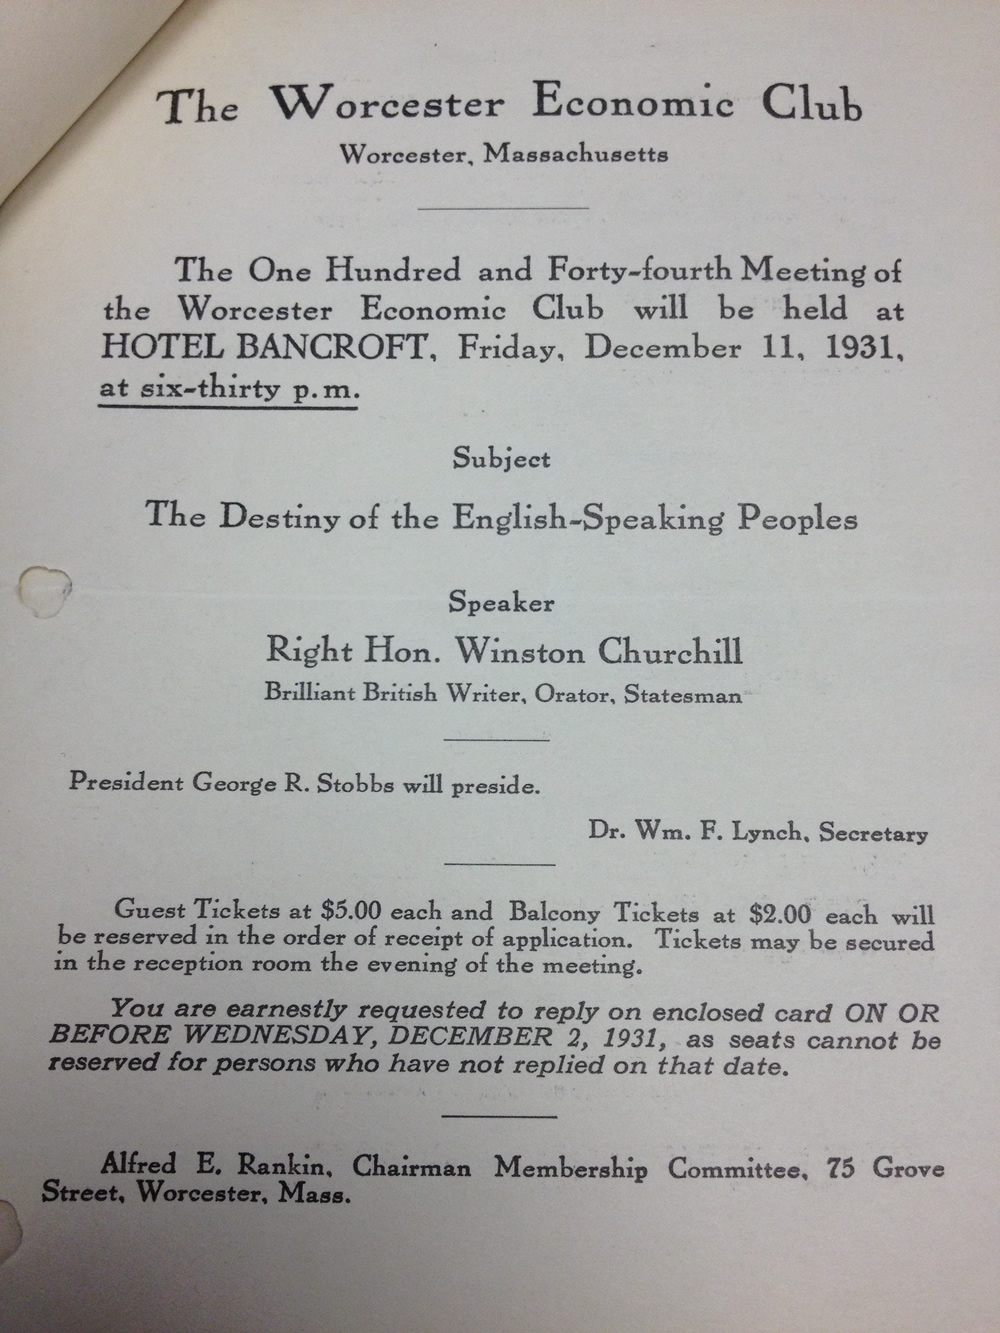 The Worcester Economic Club
Worcester, Massachusetts
The One Hundred and Forty-fourth Meeting of
the Worcester Economic Club will be held at
HOTEL BANCROFT, Friday, December 11, 1931,
at six-thirty p.m.
Subject
The Destiny of the English-Speaking Peoples
Speaker
Right Hon. Winston Churchill
Brilliant British Writer, Orator, Statesman
President George R. Stobbs will preside.
Dr. Wm. F. Lynch, Secretary
Guest Tickets at $5.00 each and Balcony Tickets at $2.00 each will
be reserved in the order of receipt of application. Tickets may be secured
in the reception room the evening of the meeting.
You are earnestly requested to reply on enclosed card ON OR
BEFORE WEDNESDAY, DECEMBER 2, 1931, as seats cannot be
reserved for persons who have not replied on that date.
Alfred E. Rankin, Chairman Membership Committee, 75 Grove
Street, Worcester, Mass.